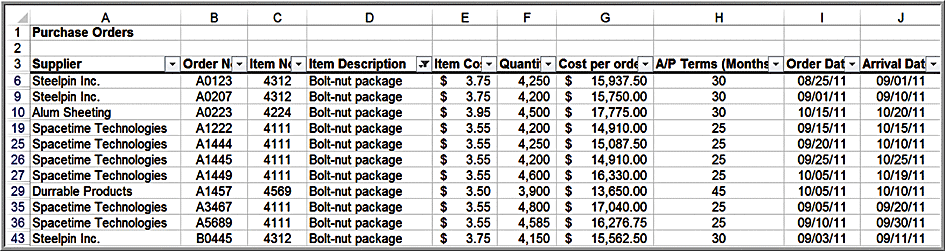 A B C D E F G H I J
1 Purchase Orders
2
3 Supplier Order N Item No Item Description Item Cos Quanti Cost per orde A/P Terms (Months Order Dat Arrival Dat
6 Steelpin Inc. A0123 4312 Bolt-nut package $ 3.75 4,250 $ 15,937.50 30 08/25/11 09/01/11
9 Steelpin Inc. A0207 4312 Bolt-nut package $ 3.75 4,200 $ 15,750.00 30 09/01/11 09/10/11
10 Alum Sheeting A0223 4224 Bolt-nut package $ 3.95 4,500 $ 17,775.00 30 10/15/11 10/20/11
19 Spacetime Technologies A1222 4111 Bolt-nut package $ 3.55 4,200 $ 14,910.00 25 09/15/11 10/15/11
25 Spacetime Technologies A1444 4111 Bolt-nut package $ 3.55 4,250 $ 15,087.50 25 09/20/11 10/10/11
26 Spacetime Technologies A1445 4111 Bolt-nut package $ 3.55 4,200 $ 14,910.00 25 09/25/11 10/25/11
27 Spacetime Technologies A1449 4111 Bolt-nut package $ 3.55 4,600 $ 16,330.00 25 10/05/11 10/19/11
29 Durrable Products A1457 4569 Bolt-nut package $ 3.50 3,900 $ 13,650.00 45 10/05/11 10/10/11
35 Spacetime Technologies A3467 4111 Bolt-nut package $ 3.55 4,800 $ 17,040.00 25 09/05/11 09/20/11
36 Spacetime Technologies A5689 4111 Bolt-nut package $ 3.55 4,585 $ 16,276.75 25 09/10/11 09/30/11
43 Steelpin Inc. B0445 4312 Bolt-nut package $ 3.75 4,150 $ 15,562.50 30 09/03/11 09/11/11